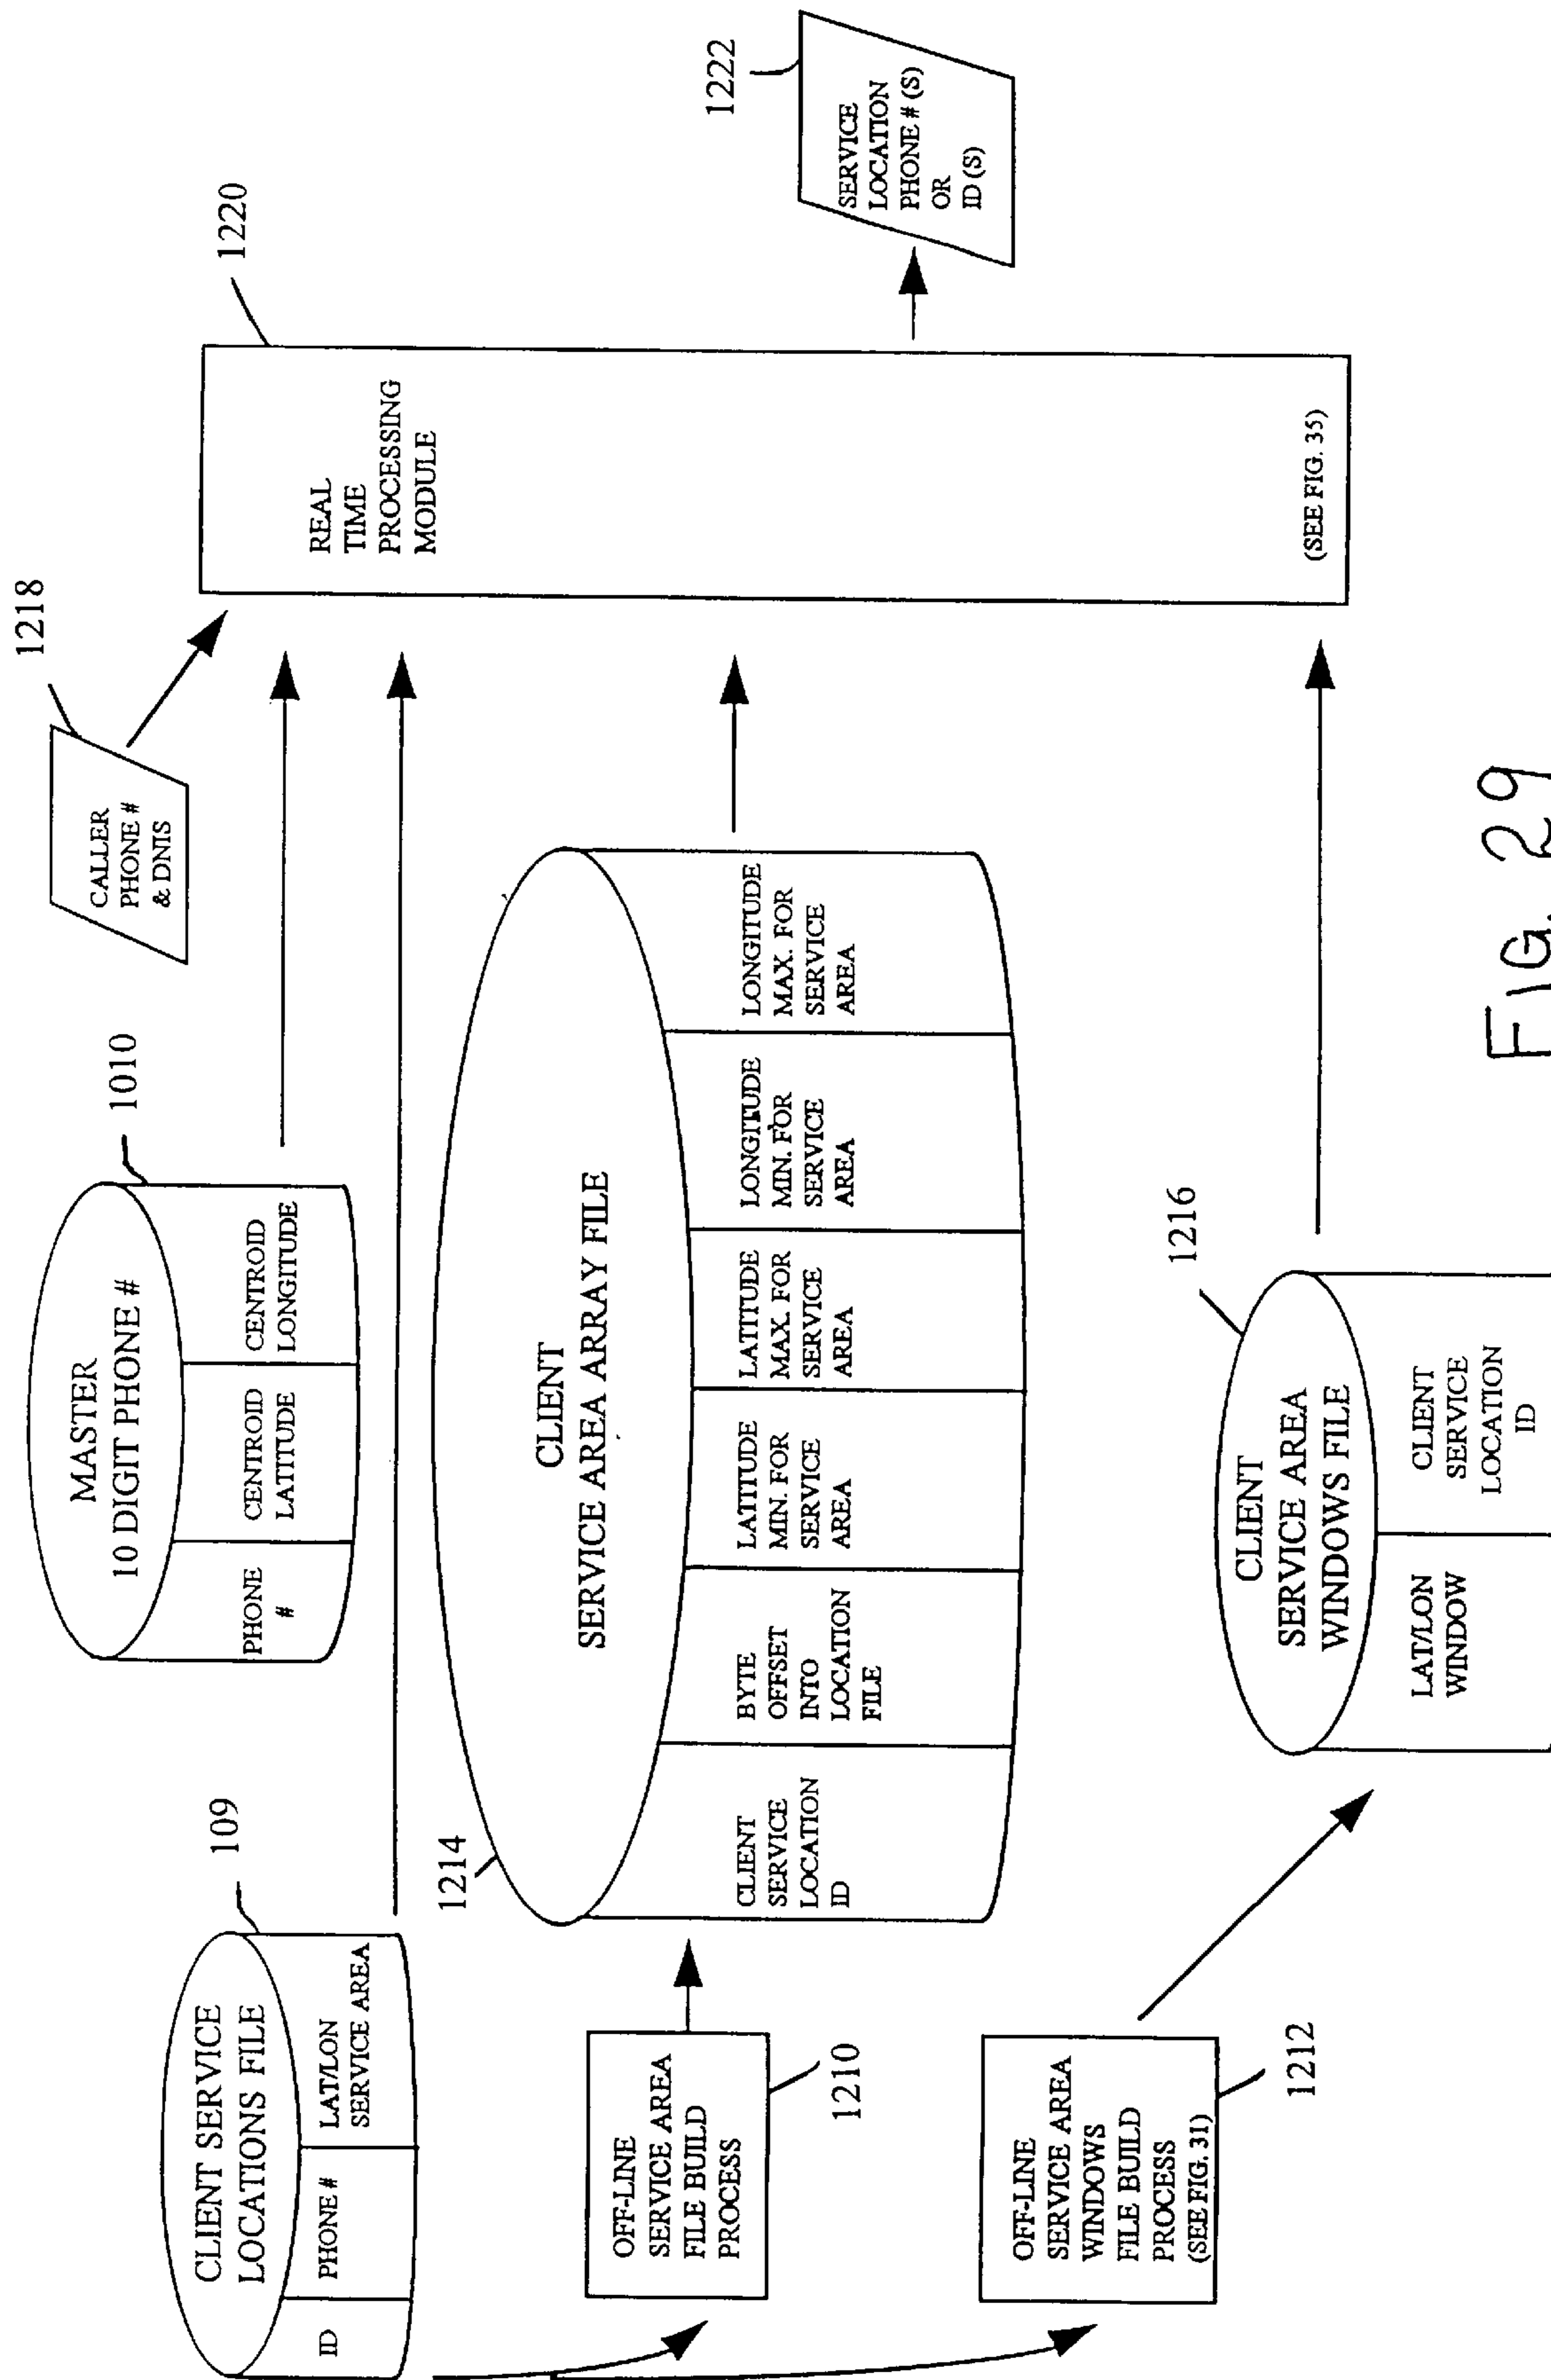 CLIENT SERVICE
LOCATIONS FILE
109
ID
PHONE #
LAT/LON
SERVICE AREA
MASTER
10 DIGIT PHONE #
1010
PHONE
#
CENTROID
LATITUDE
CENTROID
LONGITUDE
CALLER
PHONE #
& DNIS
1218
REAL
TIME
PROCESSING
MODULE
(SEE FIG. 35)
1220
SERVICE
LOCATION
PHONE # (S)
OR
ID (S)
1222
OFF-LINE
SERVICE AREA
FILE BUILD
PROCESS
1210
1214
CLIENT
SERVICE AREA ARRAY FILE
CLIENT
SERVICE
LOCATION
ID
BYTE
OFFSET
INTO
LOCATION
FILE
LATITUDE
MIN. FOR
SERVICE
AREA
LATITUDE
MAX. FOR
SERVICE
AREA
LONGITUDE
MIN. FOR
SERVICE
AREA
LONGITUDE
MAX. FOR
SERVICE
AREA
OFF-LINE
SERVICE AREA
WINDOWS
FILE BUILD
PROCESS
(SEE FIG. 31)
1212
CLIENT
SERVICE AREA
WINDOWS FILE
1216
LAT/LON
WINDOW
CLIENT
SERVICE
LOCATION
ID
FIG. 29